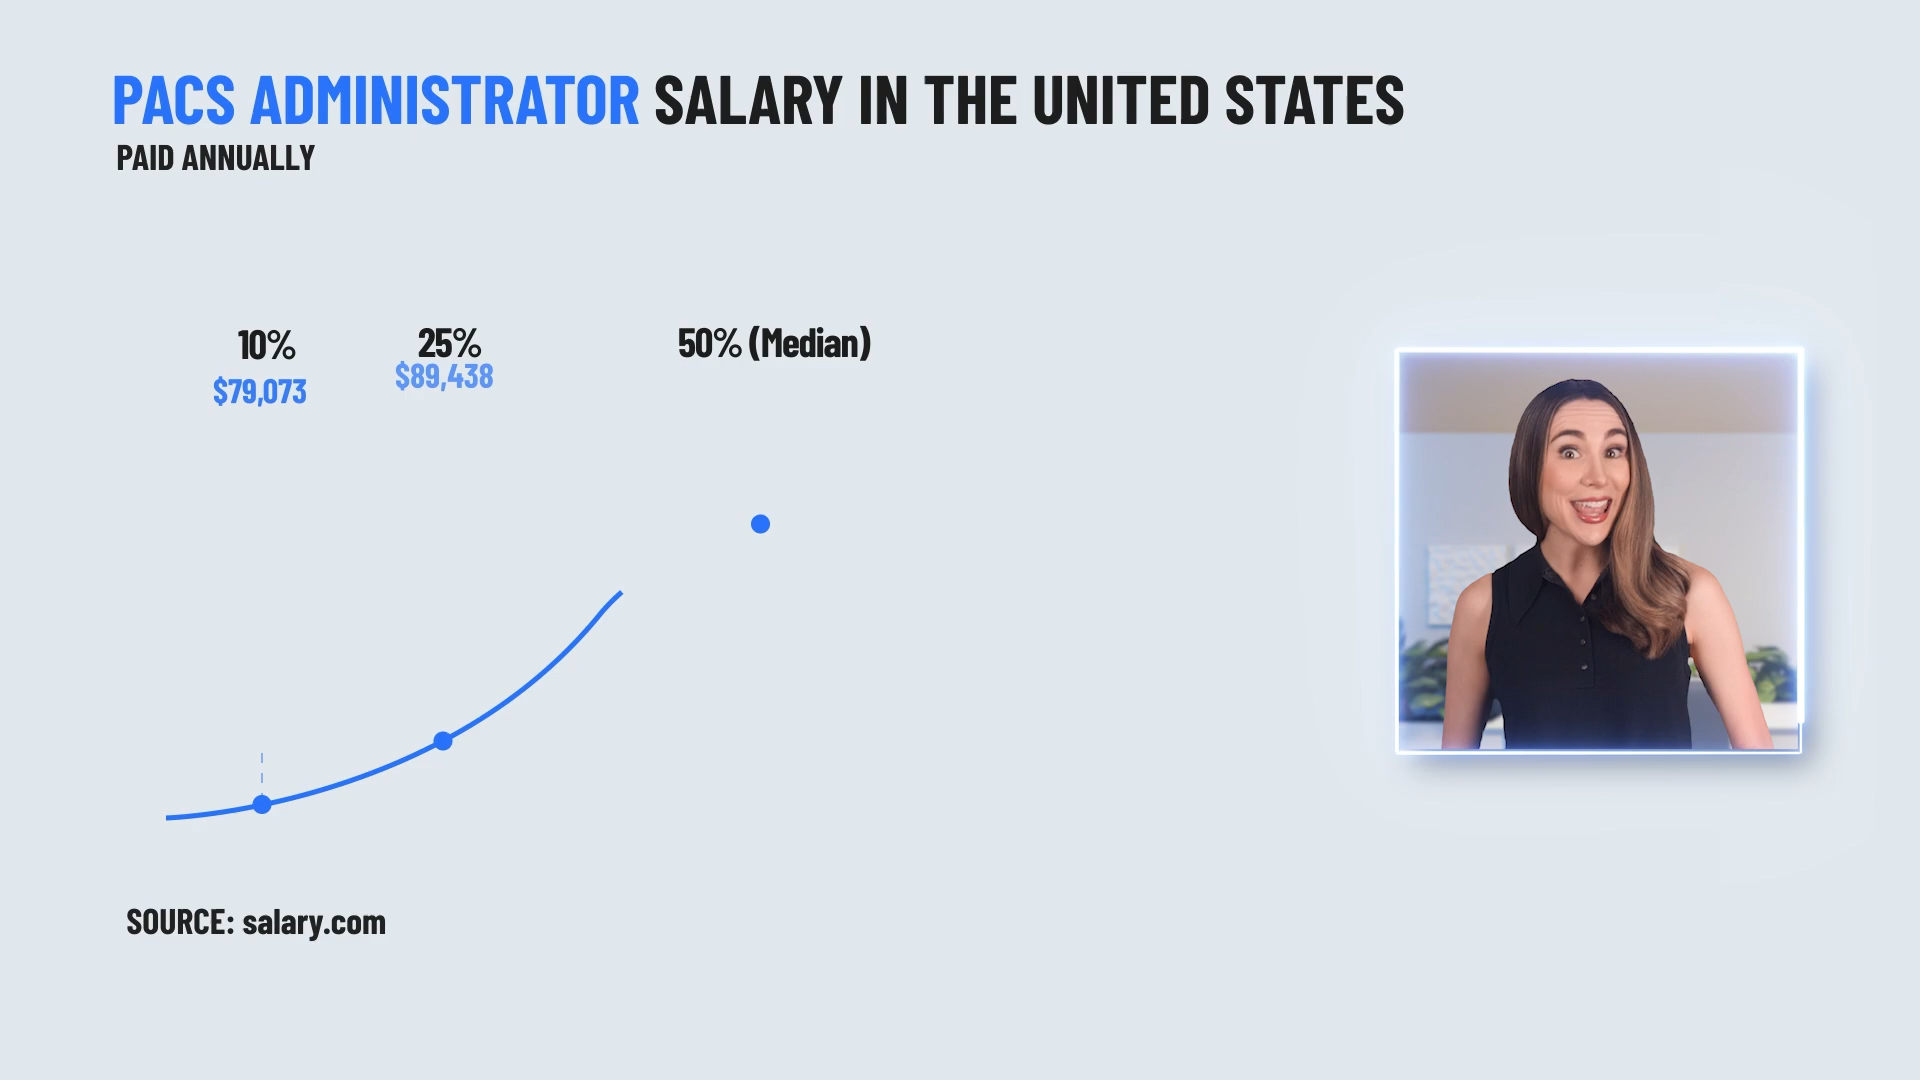 PACS ADMINISTRATOR SALARY IN THE UNITED STATES
PAID ANNUALLY
10% 25% 50% (Median)
$79,073 $89,438
SOURCE: salary.com